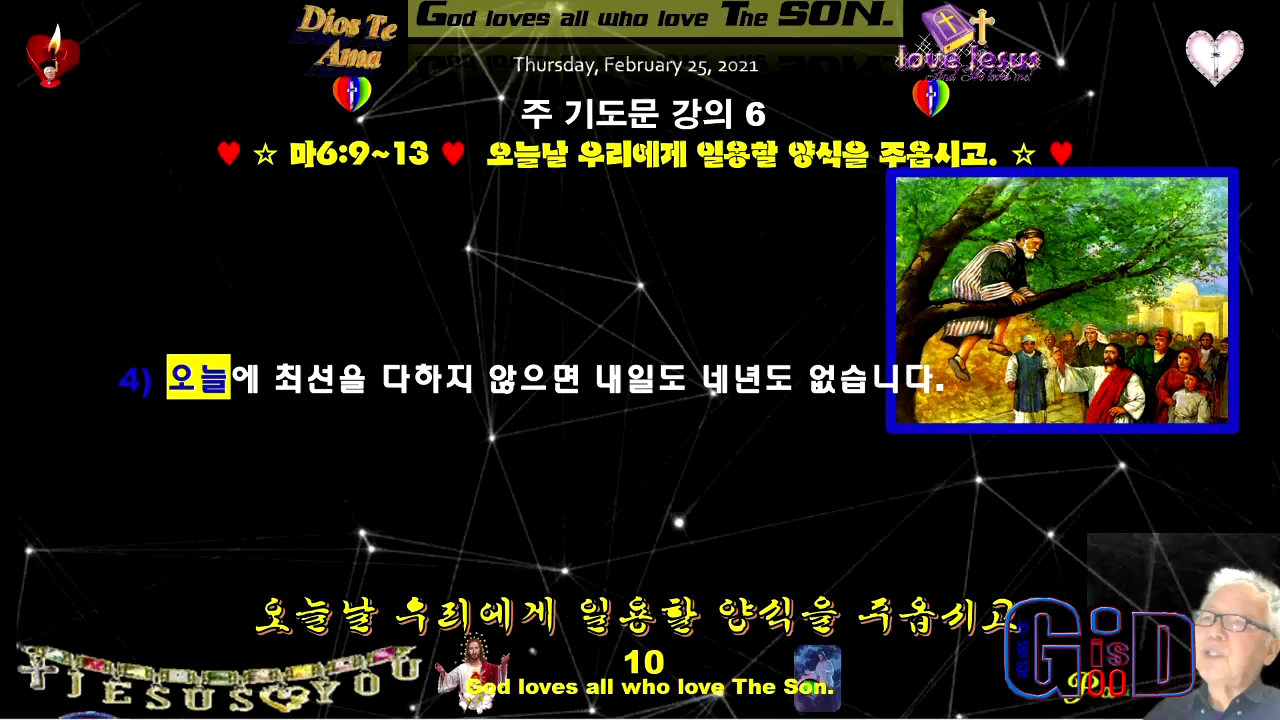 God loves all who love The SON.
Dios Te Ama
Thursday, February 25, 2021
love Jesus
And He loves me!
주 기도문 강의 6
♥ ☆ 마6:9~13 ♥ 오늘날 우리에게 일용할 양식을 주옵시고. ☆ ♥
4) 오늘에 최선을 다하지 않으면 내일도 네년도 없습니다.
오늘날 우리에게 일용할 양식을 주옵시고
JESUS YOU
10
God loves all who love The Son.
GOD is